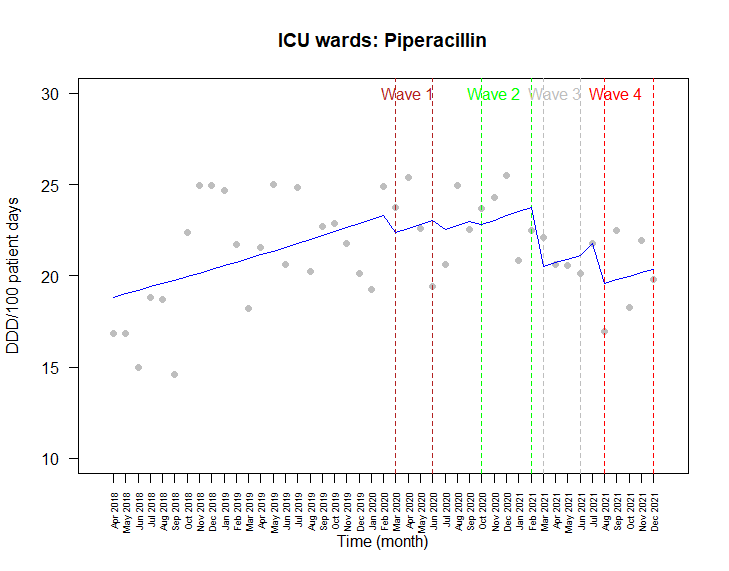 ICU wards: Piperacillin
Wave 1 Wave 2 Wave 3 Wave 4
DDD/100 patient days
30
25
20
15
10
Apr 2018
May 2018
Jun 2018
Jul 2018
Aug 2018
Sep 2018
Oct 2018
Nov 2018
Dec 2018
Jan 2019
Feb 2019
Mar 2019
Apr 2019
May 2019
Jun 2019
Jul 2019
Aug 2019
Sep 2019
Oct 2019
Nov 2019
Dec 2019
Jan 2020
Feb 2020
Mar 2020
Apr 2020
May 2020
Jun 2020
Jul 2020
Aug 2020
Sep 2020
Oct 2020
Nov 2020
Dec 2020
Jan 2021
Feb 2021
Mar 2021
Apr 2021
May 2021
Jun 2021
Jul 2021
Aug 2021
Sep 2021
Oct 2021
Nov 2021
Dec 2021
Time (month)